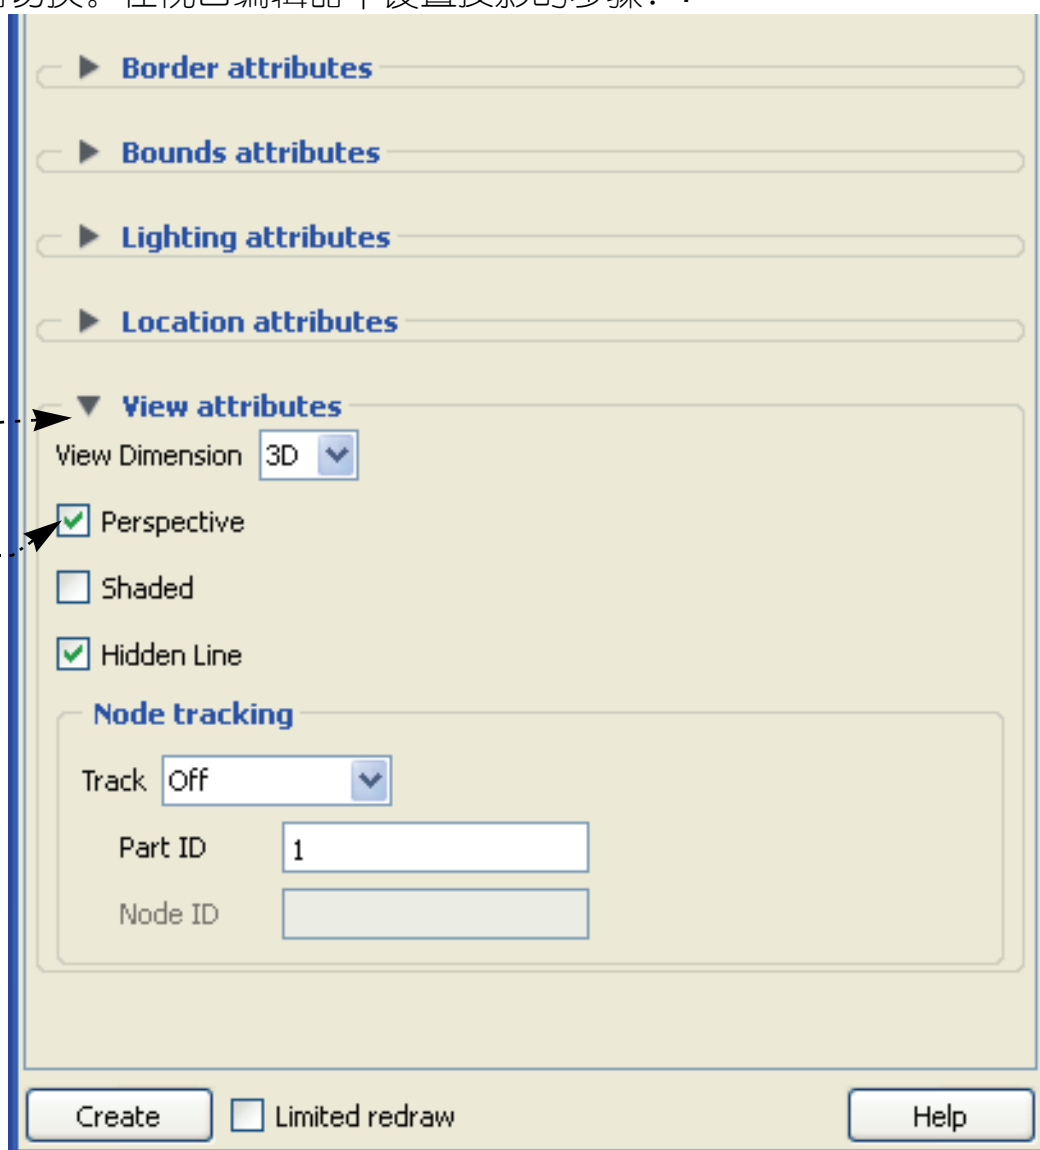 Border attributes
Bounds attributes
Lighting attributes
Location attributes
View attributes
View Dimension 3D
Perspective
Shaded
Hidden Line
Node tracking
Track Off
Part ID 1
Node ID
Create Limited redraw Help